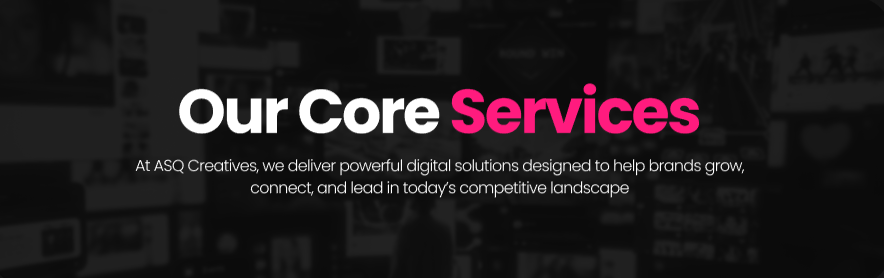 Our Core Services
At ASQ Creatives, we deliver powerful digital solutions designed to help brands grow,
connect, and lead in today's competitive landscape